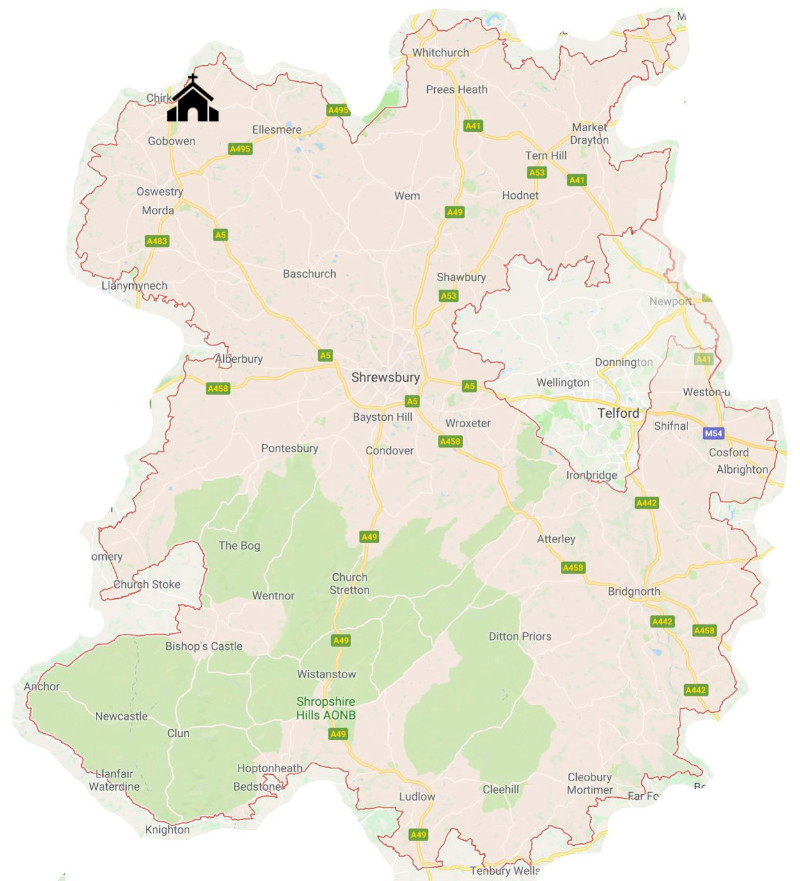 M
Whitchurch
Prees Heath
Chirk
A495
A41
Ellesmere
Market
Drayton
Gobowen
A495
Tern Hill
A53
A41
Oswestry
Wem
Hodnet
Morda
A49
A5
A483
Baschurch
Shawbury
Llanymynech
A53
Newport
Alberbury
A5
A41
Donnington
Shrewsbury
Wellington
A458
A5
Weston-u
A5
Telford
Bayston Hill
Wroxeter
Shifnal
M54
A458
Pontesbury
Condover
Cosford
Albrighton
Ironbridge
A442
A49
Atterley
The Bog
omery
A458
Church
Stretton
Church Stoke
Wentnor
Bridgnorth
A442
A458
Ditton Priors
Bishop's Castle
A49
Wistanstow
Anchor
A442
Shropshire
Hills AONB
Newcastle
Clun
A49
Hoptonheath
Llanfair
Waterdine
Bedstone
Cleobury
Mortimer
Cleehill
Ludlow
Far Fo
Be
Knighton
A49
Tenbury Wells